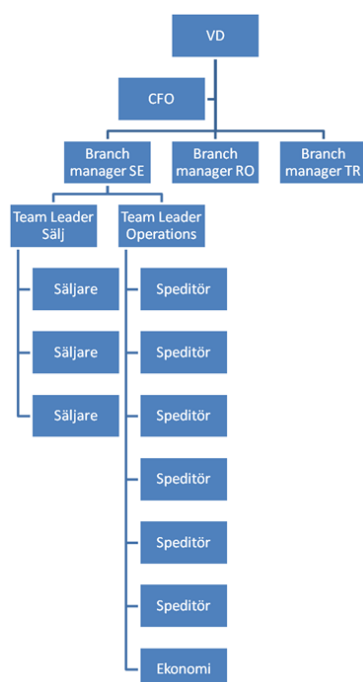 VD
CFO
Branch
manager SE
Branch
manager RO
Branch
manager TR
Team Leader
Sälj
Team Leader
Operations
Säljare
Speditör
Säljare
Speditör
Säljare
Speditör
Speditör
Speditör
Speditör
Ekonomi